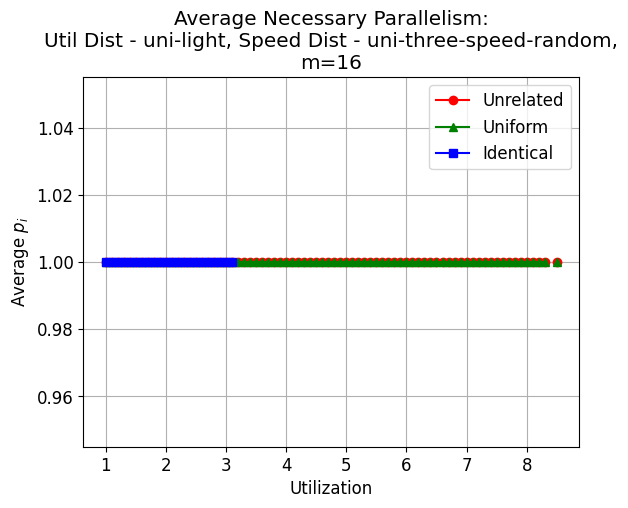 Average Necessary Parallelism:
Util Dist - uni-light, Speed Dist - uni-three-speed-random,
m=16
Unrelated
Uniform
Identical
1.04
1.02
1.00
0.98
0.96
Average pᵢ
1 2 3 4 5 6 7 8
Utilization